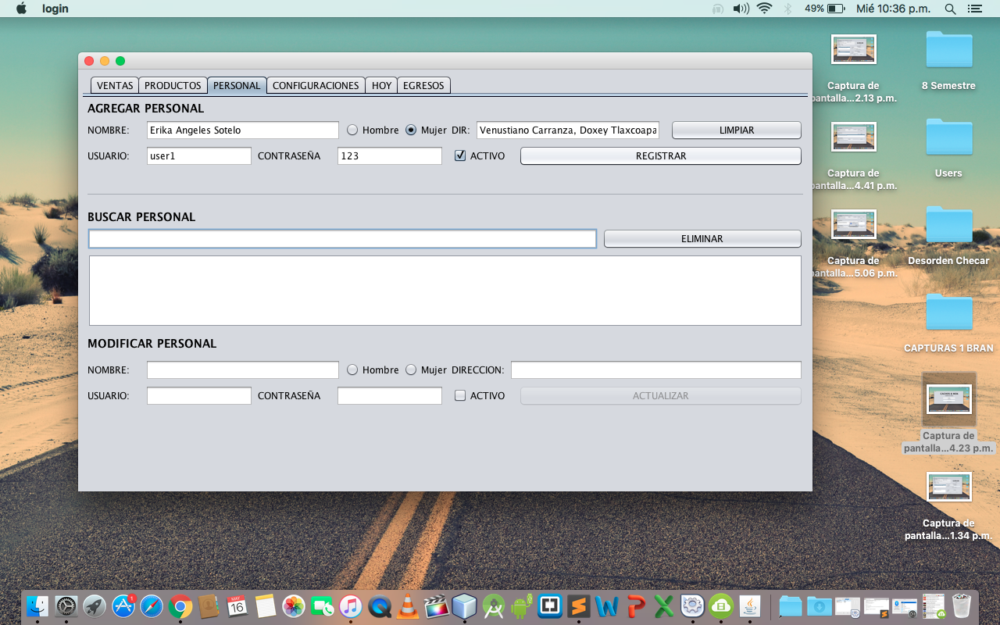 login
49%
Mié 10:36 p.m.
VENTAS PRODUCTOS PERSONAL CONFIGURACIONES HOY EGRESOS
AGREGAR PERSONAL
NOMBRE: Erika Angeles Sotelo Hombre Mujer DIR: Venustiano Carranza, Doxey Tlaxcoapa LIMPIAR
USUARIO: user1 CONTRASEÑA 123 ACTIVO REGISTRAR
BUSCAR PERSONAL
ELIMINAR
MODIFICAR PERSONAL
NOMBRE: Hombre Mujer DIRECCION:
USUARIO: CONTRASEÑA ACTIVO ACTUALIZAR
Captura de
pantalla...2.13 p.m.
8 Semestre
Captura de
pantalla...4.41 p.m.
Users
Captura de
pantalla...5.06 p.m.
Desorden Checar
CAPTURAS 1 BRAN
Captura de
pantalla...4.23 p.m.
Captura de
pantalla...1.34 p.m.
1
MAY
16